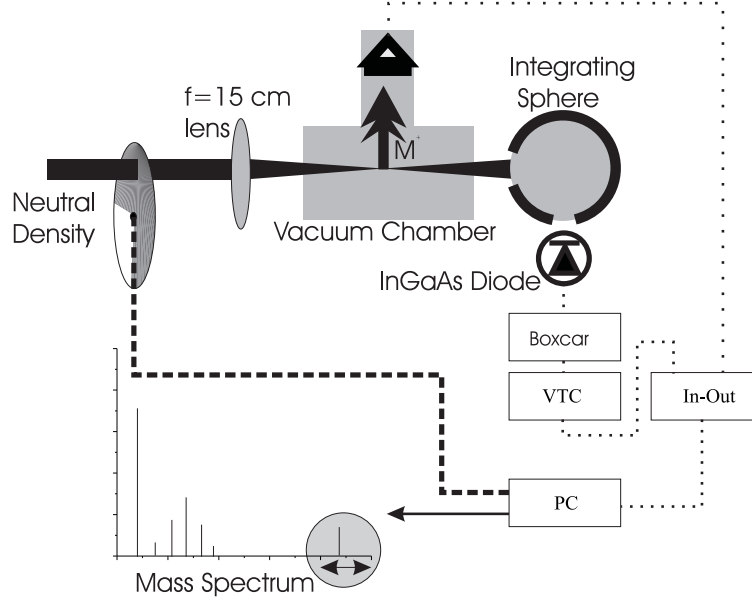 f=15 cm
lens
Integrating
Sphere
M+
Neutral
Density
Vacuum Chamber
InGaAs Diode
Boxcar
VTC
In-Out
PC
Mass Spectrum